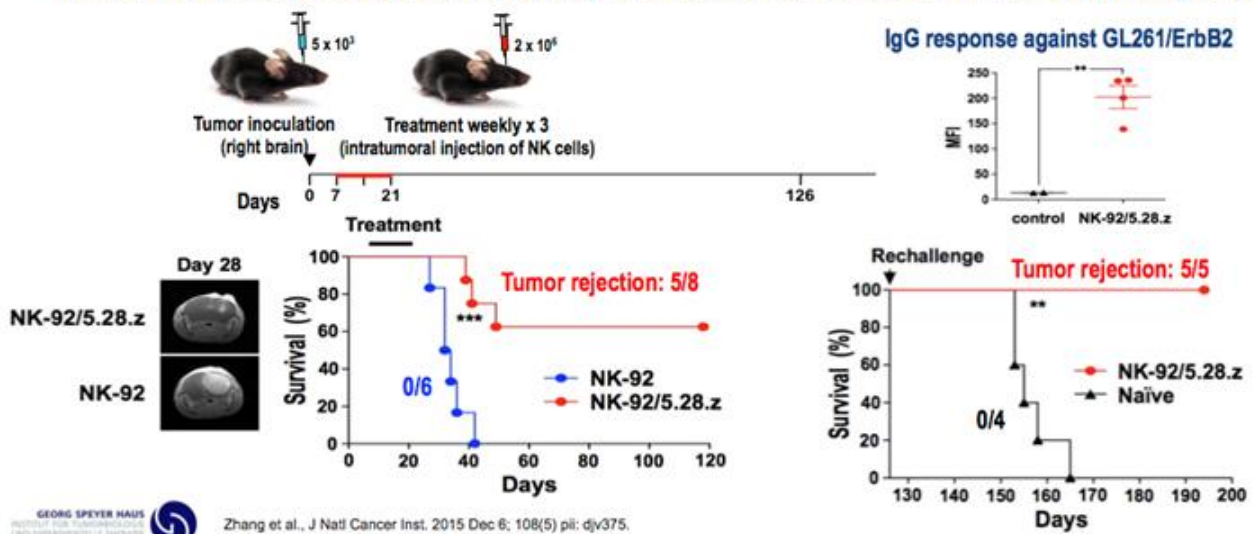 5 x 10³
2 x 10⁶
Tumor inoculation
(right brain)
Treatment weekly x 3
(intratumoral injection of NK cells)
0
7
21
126
Days
IgG response against GL261/ErbB2
**
250
200
150
100
50
0
MFI
control
NK-92/5.28.z
Day 28
NK-92/5.28.z
NK-92
Treatment
100
80
60
40
20
0
Survival (%)
Tumor rejection: 5/8
***
0/6
NK-92
NK-92/5.28.z
0 20 40 60 80 100 120
Days
Rechallenge
Tumor rejection: 5/5
100
80
60
40
20
0
Survival (%)
**
0/4
NK-92/5.28.z
Naïve
130 140 150 160 170 180 190 200
Days
GEORG SPEYER HAUS
INSTITUT FÜR TUMORBIOLOGIE
UND EXPERIMENTELLE THERAPIE
Zhang et al., J Natl Cancer Inst. 2015 Dec 6; 108(5) pii: djv375.